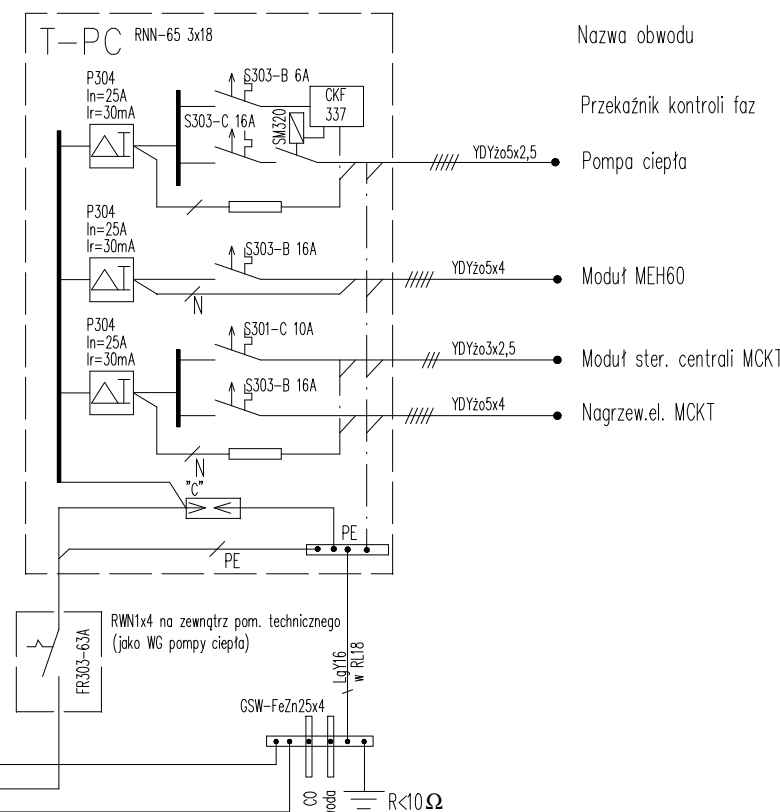 T-PC RNN-65 3x18
Nazwa obwodu
P304
In=25A
Ir=30mA
S303-B 6A
CKF
337
Przekaźnik kontroli faz
S303-C 16A
SM320
YDYżo5x2,5
Pompa ciepła
P304
In=25A
Ir=30mA
S303-B 16A
N
YDYżo5x4
Moduł MEH60
P304
In=25A
Ir=30mA
S301-C 10A
YDYżo3x2,5
Moduł ster. centrali MCKT
S303-B 16A
YDYżo5x4
Nagrzew.el. MCKT
N
"C"
PE
PE
RWN1x4 na zewnątrz pom. technicznego
(jako WG pompy ciepła)
FR303-63A
LgY16
w RL18
GSW-FeZn25x4
CO
R<10Ω